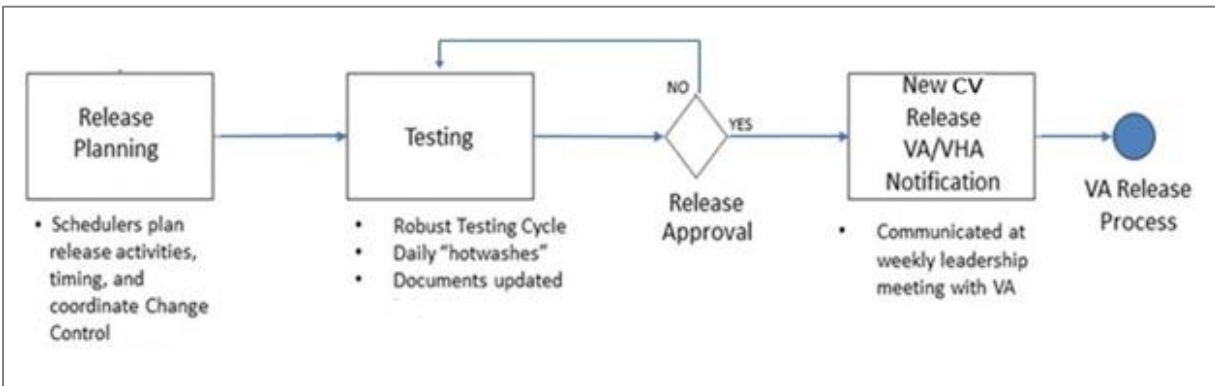 Release
Planning
• Schedulers plan
release activities,
timing, and
coordinate Change
Control
Testing
• Robust Testing Cycle
• Daily “hotwashes”
• Documents updated
NO
YES
Release
Approval
New CV
Release
VA/VHA
Notification
• Communicated at
weekly leadership
meeting with VA
VA Release
Process